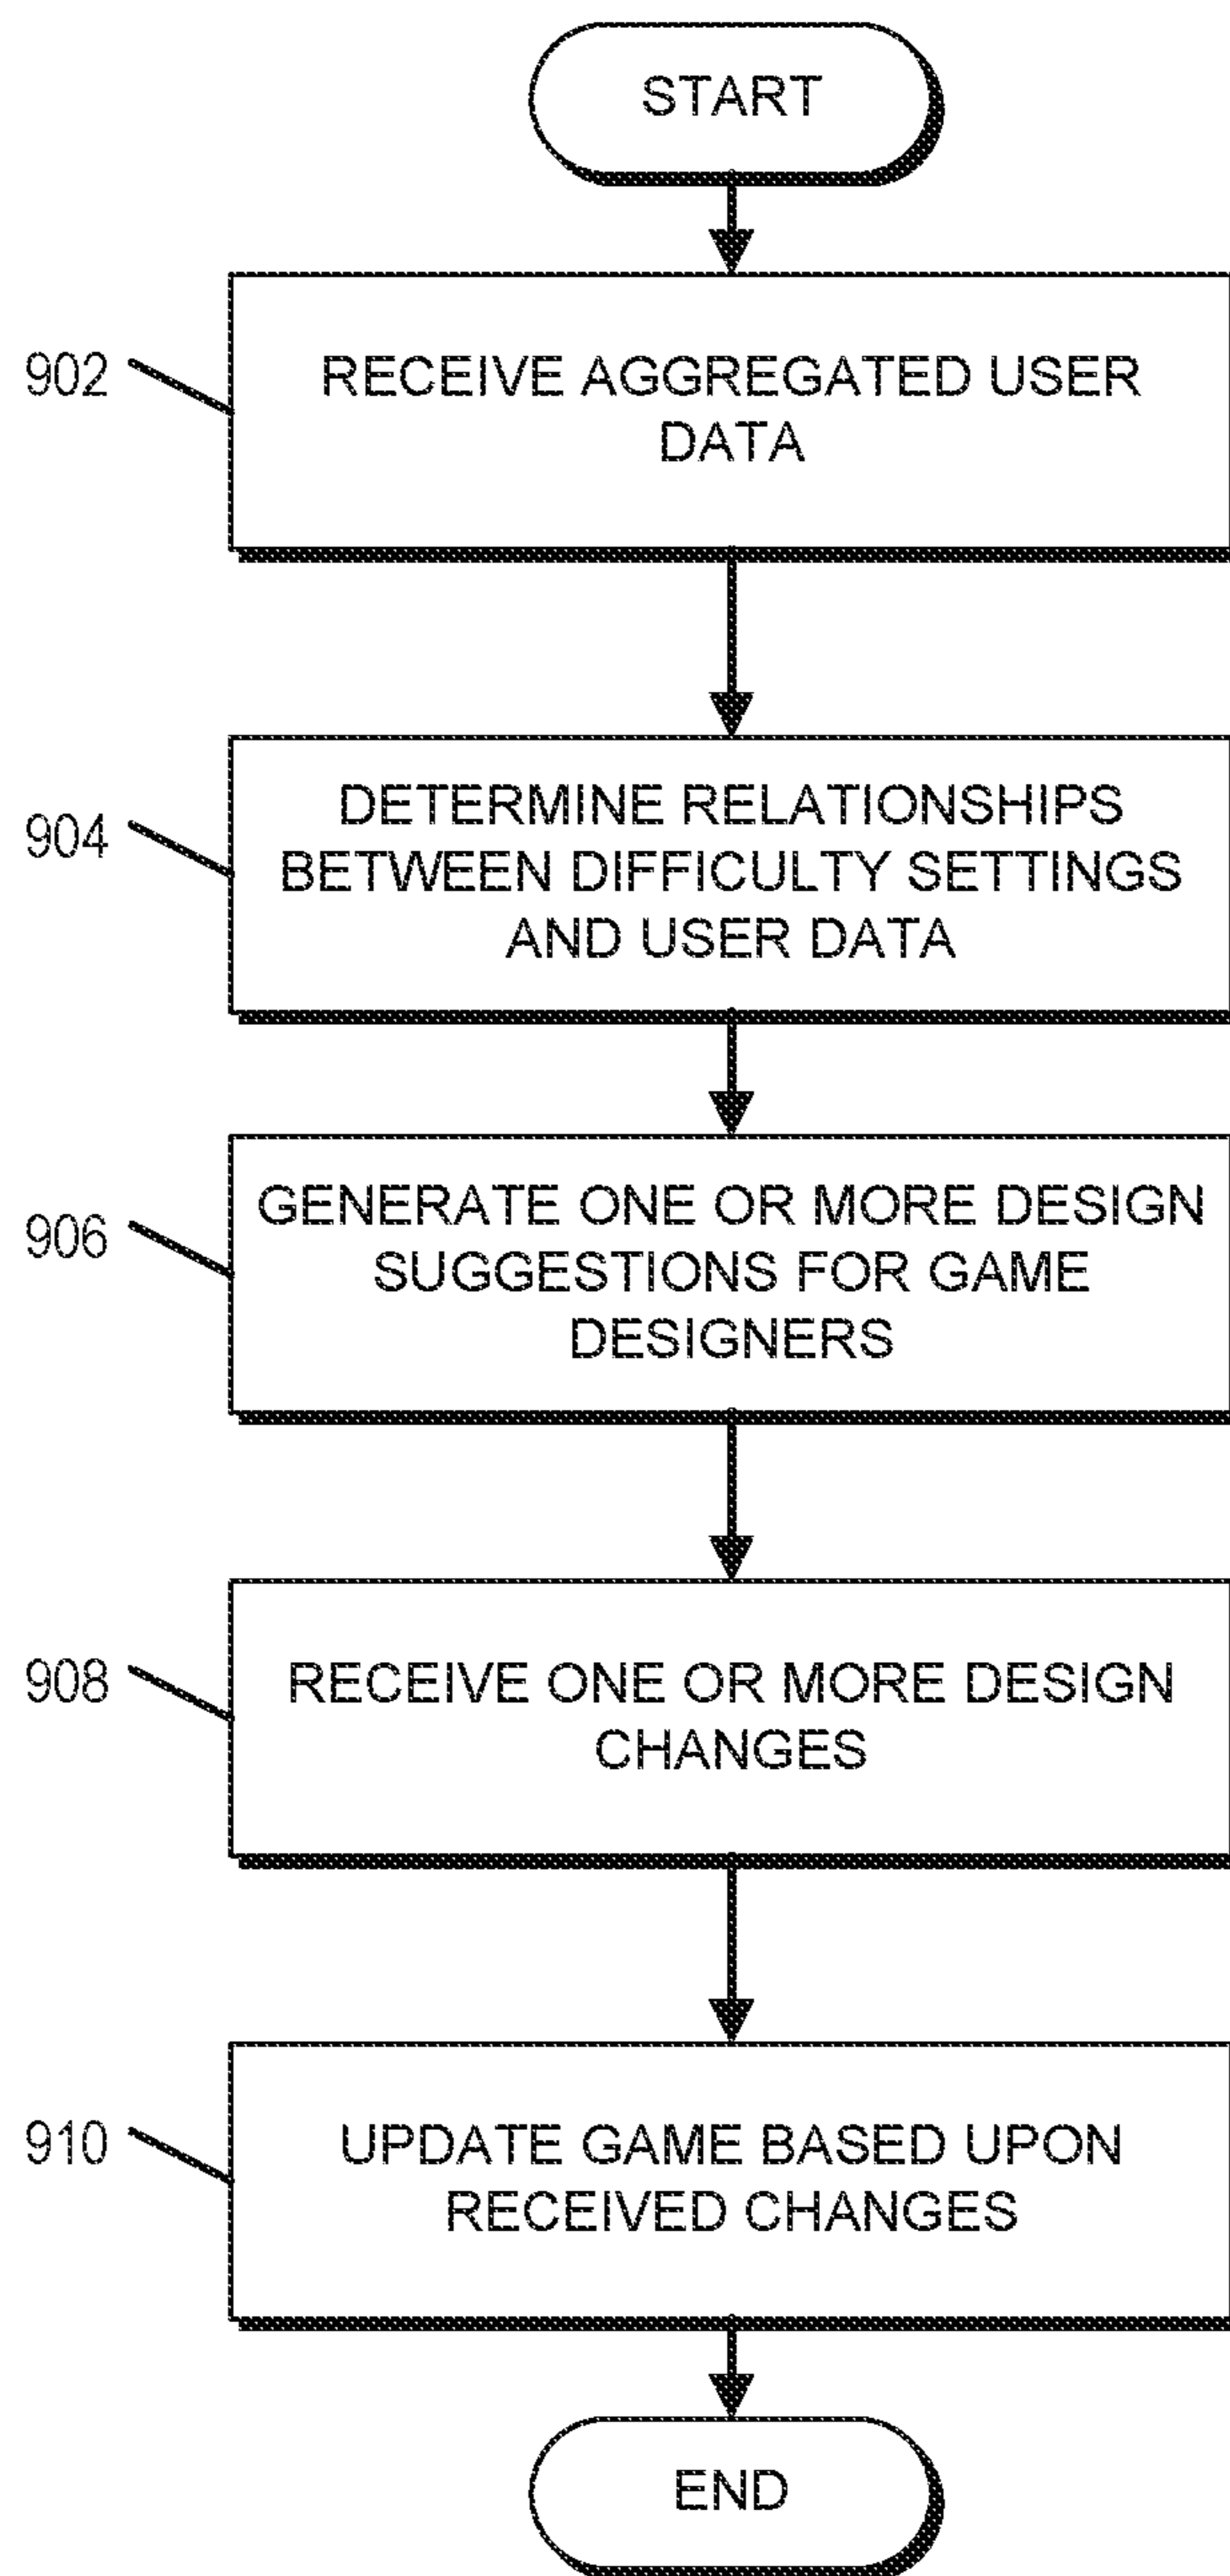 START
902
RECEIVE AGGREGATED USER
DATA
904
DETERMINE RELATIONSHIPS
BETWEEN DIFFICULTY SETTINGS
AND USER DATA
906
GENERATE ONE OR MORE DESIGN
SUGGESTIONS FOR GAME
DESIGNERS
908
RECEIVE ONE OR MORE DESIGN
CHANGES
910
UPDATE GAME BASED UPON
RECEIVED CHANGES
END